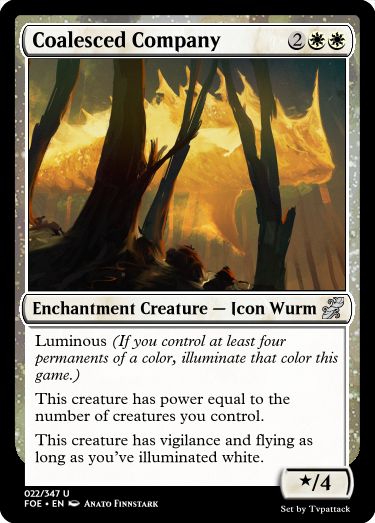 Coalesced Company 2
Enchantment Creature — Icon Wurm
Luminous (If you control at least four
permanents of a color, illuminate that color this
game.)
This creature has power equal to the
number of creatures you control.
This creature has vigilance and flying as
long as you've illuminated white.
★/4
022/347 U
FOE • EN Anato Finnstark
Set by Tvpattack